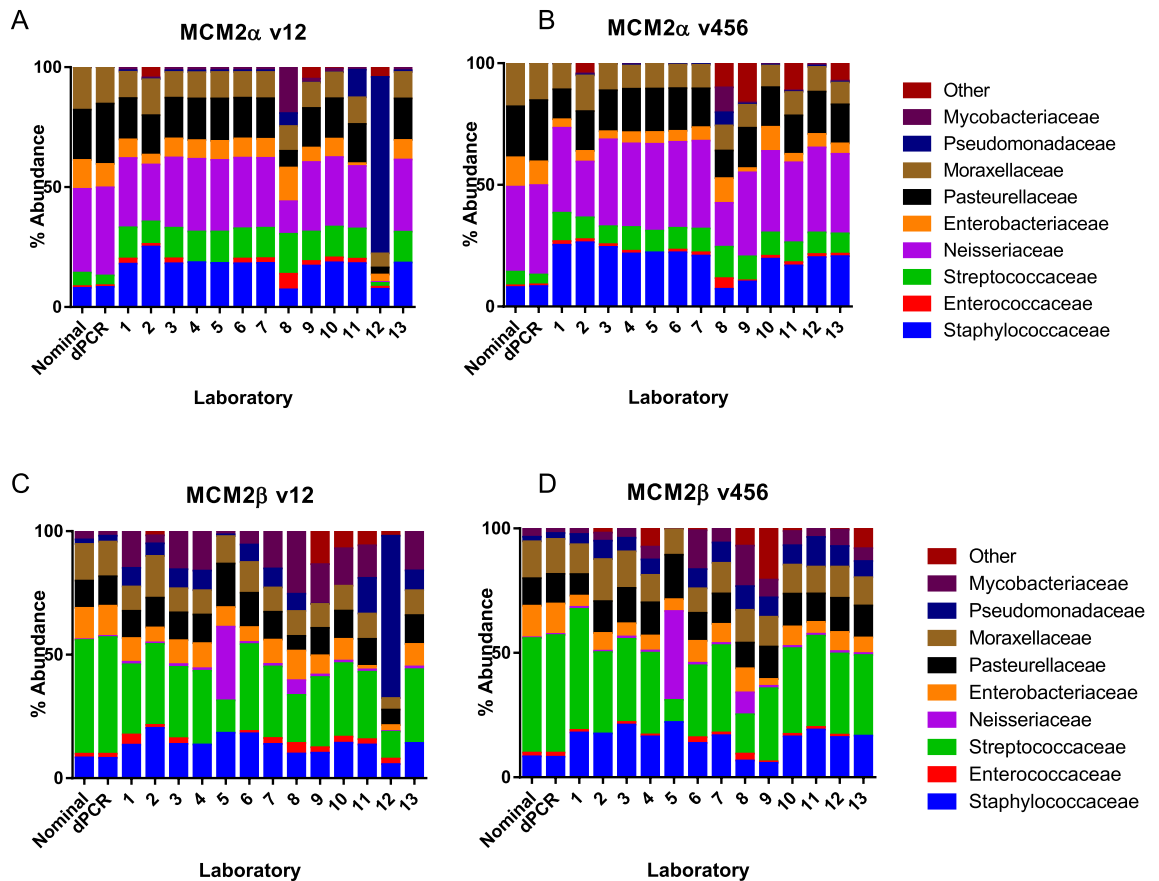 A
MCM2α v12
% Abundance
100
50
0
Nominal dPCR 1 2 3 4 5 6 7 8 9 10 11 12 13
Laboratory
B
MCM2α v456
% Abundance
100
50
0
Nominal dPCR 1 2 3 4 5 6 7 8 9 10 11 12 13
Laboratory
Other
Mycobacteriaceae
Pseudomonadaceae
Moraxellaceae
Pasteurellaceae
Enterobacteriaceae
Neisseriaceae
Streptococcaceae
Enterococcaceae
Staphylococcaceae
C
MCM2β v12
% Abundance
100
50
0
Nominal dPCR 1 2 3 4 5 6 7 8 9 10 11 12 13
Laboratory
D
MCM2β v456
% Abundance
100
50
0
Nominal dPCR 1 2 3 4 5 6 7 8 9 10 11 12 13
Laboratory
Other
Mycobacteriaceae
Pseudomonadaceae
Moraxellaceae
Pasteurellaceae
Enterobacteriaceae
Neisseriaceae
Streptococcaceae
Enterococcaceae
Staphylococcaceae